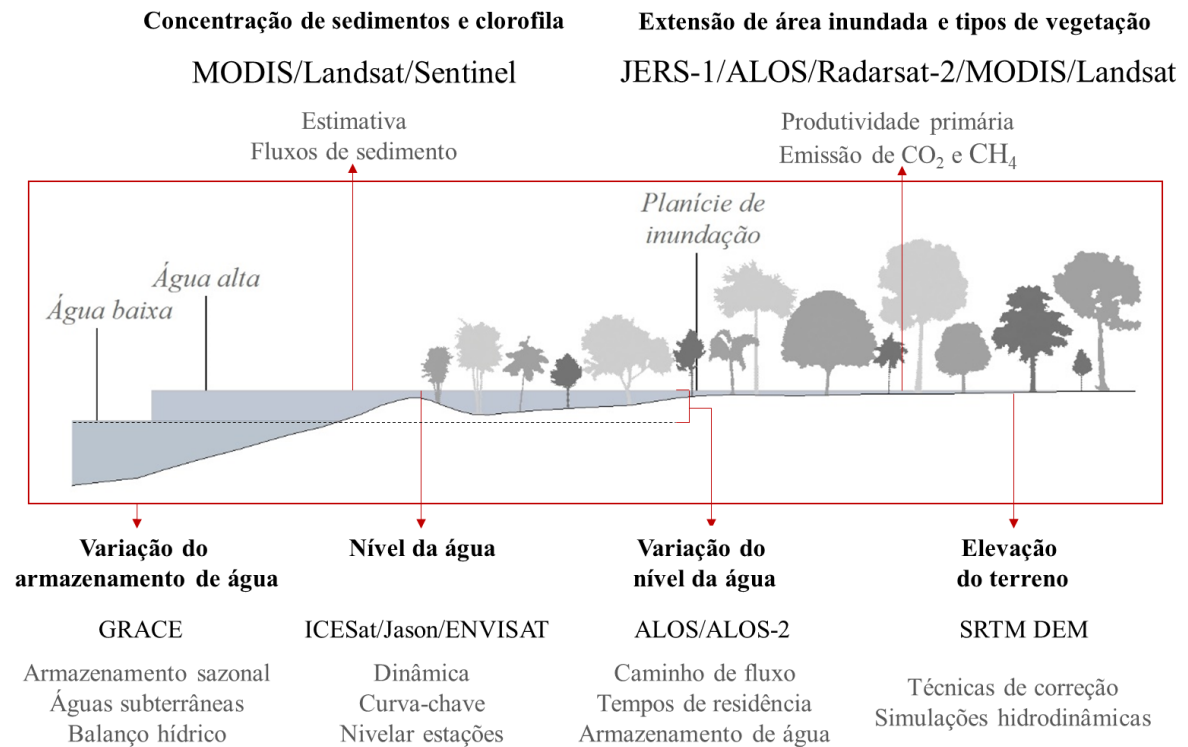 Concentração de sedimentos e clorofila
MODIS/Landsat/Sentinel
Estimativa
Fluxos de sedimento
Extensão de área inundada e tipos de vegetação
JERS-1/ALOS/Radarsat-2/MODIS/Landsat
Produtividade primária
Emissão de CO₂ e CH₄
Planície de
inundação
Água alta
Água baixa
Variação do
armazenamento de água
GRACE
Armazenamento sazonal
Águas subterrâneas
Balanço hídrico
Nível da água
ICESat/Jason/ENVISAT
Dinâmica
Curva-chave
Nivelar estações
Variação do
nível da água
ALOS/ALOS-2
Caminho de fluxo
Tempos de residência
Armazenamento de água
Elevação
do terreno
SRTM DEM
Técnicas de correção
Simulações hidrodinâmicas